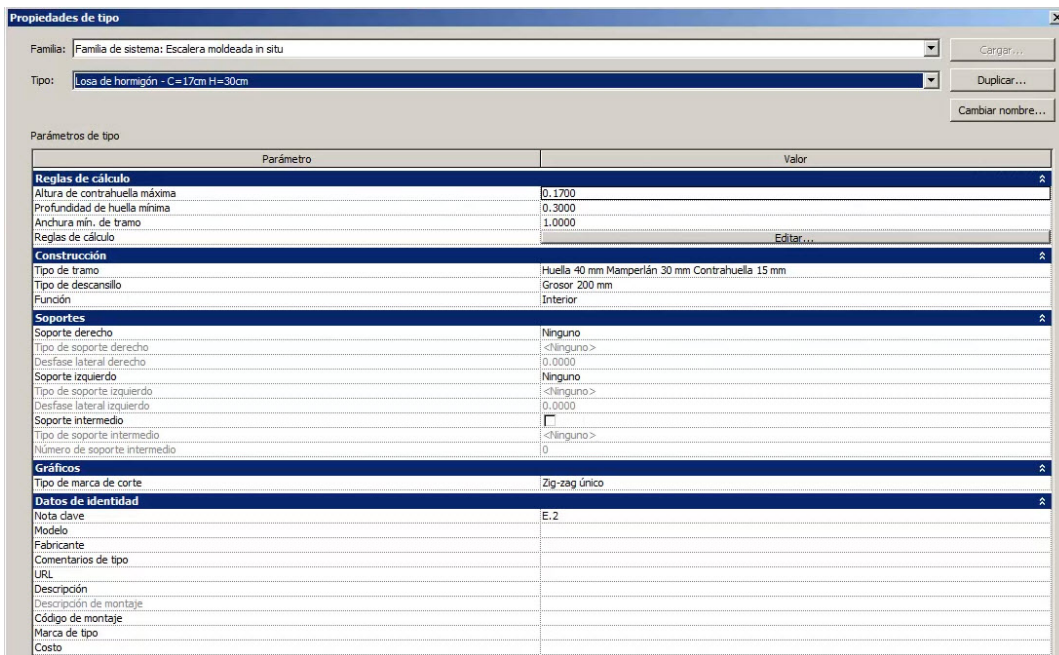 Propiedades de tipo
Familia: Familia de sistema: Escalera moldeada in situ Cargar...
Tipo: Losa de hormigón - C=17cm H=30cm Duplicar...
Cambiar nombre...
Parámetros de tipo
Parámetro Valor
Reglas de cálculo
Altura de contrahuella máxima 0.1700
Profundidad de huella mínima 0.3000
Anchura mín. de tramo 1.0000
Reglas de cálculo Editar...
Construcción
Tipo de tramo Huella 40 mm Mamperlán 30 mm Contrahuella 15 mm
Tipo de descansillo Grosor 200 mm
Función Interior
Soportes
Soporte derecho Ninguno
Tipo de soporte derecho <Ninguno>
Desfase lateral derecho 0.0000
Soporte izquierdo Ninguno
Tipo de soporte izquierdo <Ninguno>
Desfase lateral izquierdo 0.0000
Soporte intermedio
Tipo de soporte intermedio <Ninguno>
Número de soporte intermedio 0
Gráficos
Tipo de marca de corte Zig-zag único
Datos de identidad
Nota clave E.2
Modelo
Fabricante
Comentarios de tipo
URL
Descripción
Descripción de montaje
Código de montaje
Marca de tipo
Costo